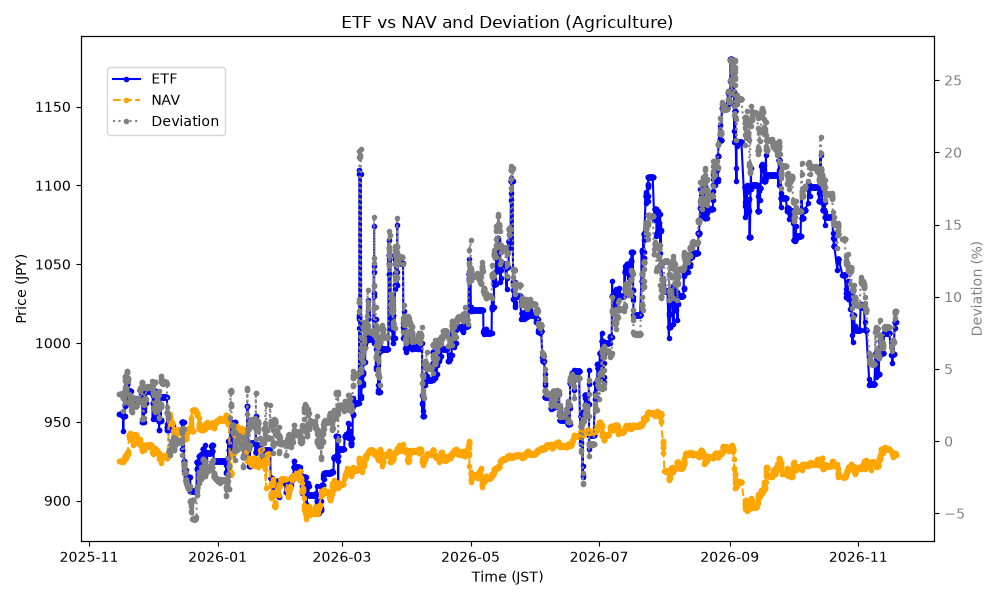 ETF vs NAV and Deviation (Agriculture)
ETF
NAV
Deviation
Price (JPY)
1150
1100
1050
1000
950
900
25
20
15
10
5
0
−5
Deviation (%)
2025-11
2026-01
2026-03
2026-05
2026-07
2026-09
2026-11
Time (JST)